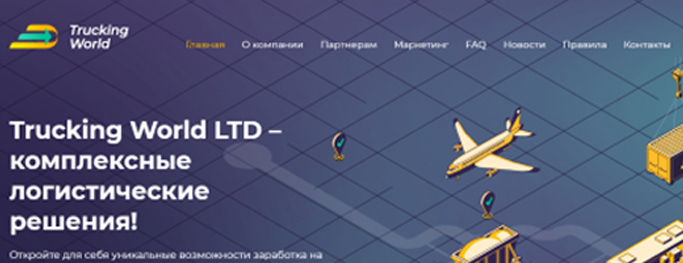 Trucking
World
Главная О компании Партнерам Маркетинг FAQ Новости Правила Контакты
Trucking World LTD –
комплексные
логистические
решения!
Откройте для себя уникальные возможности заработка на